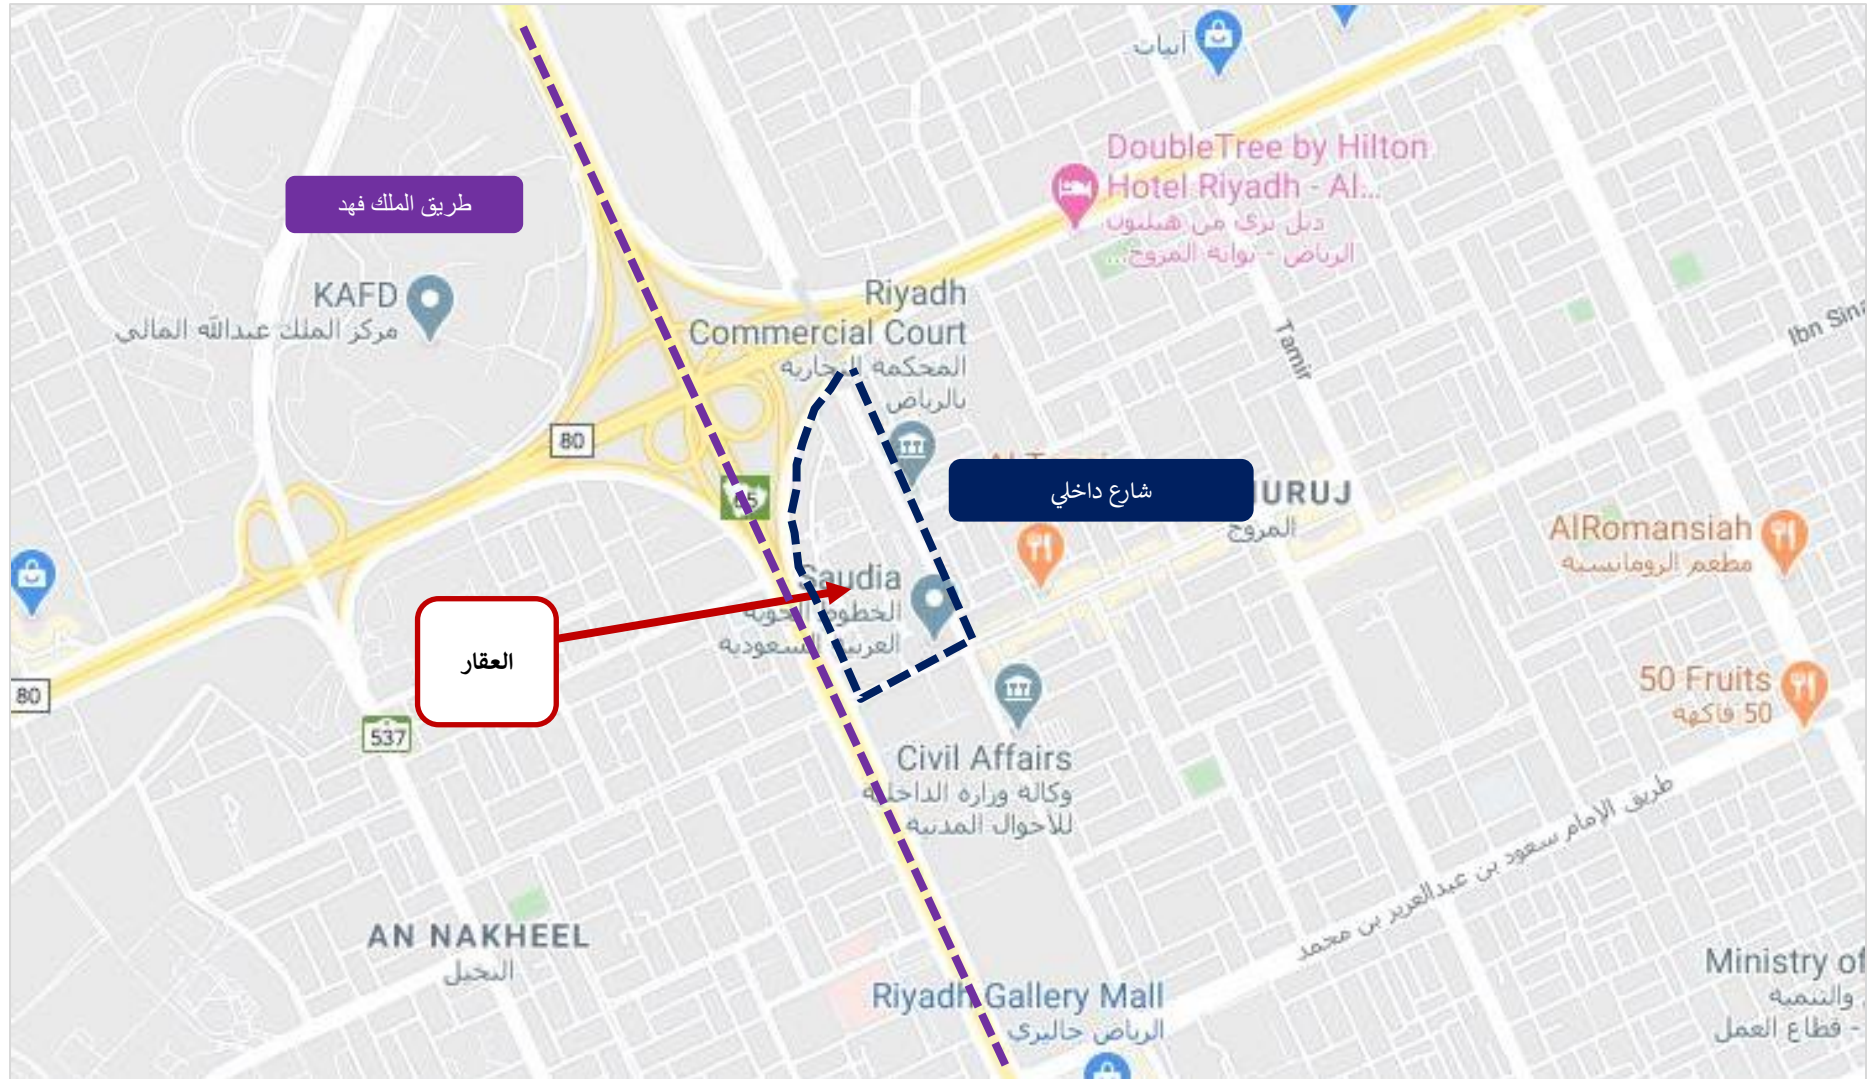 أبيات
DoubleTree by Hilton
Hotel Riyadh - Al...
دبل تري من هيلتون
الرياض - بوابة المروج...
طريق الملك فهد
KAFD
مركز الملك عبدالله المالي
Riyadh
Commercial Court
المحكمة التجارية
بالرياض
Tamir
Ibn Sina
80
65
شارع داخلي
URUJ
المروج
AlRomansiah
مطعم الرومانسية
Saudia
الخطوط الجوية
العربية السعودية
العقار
80
537
50 Fruits
50 فاكهة
Civil Affairs
وكالة وزارة الداخلية
للأحوال المدنية
طريق الإمام سعود بن عبدالعزيز بن محمد
AN NAKHEEL
النخيل
Riyadh Gallery Mall
الرياض جاليري
Ministry of
والتنمية
- قطاع العمل